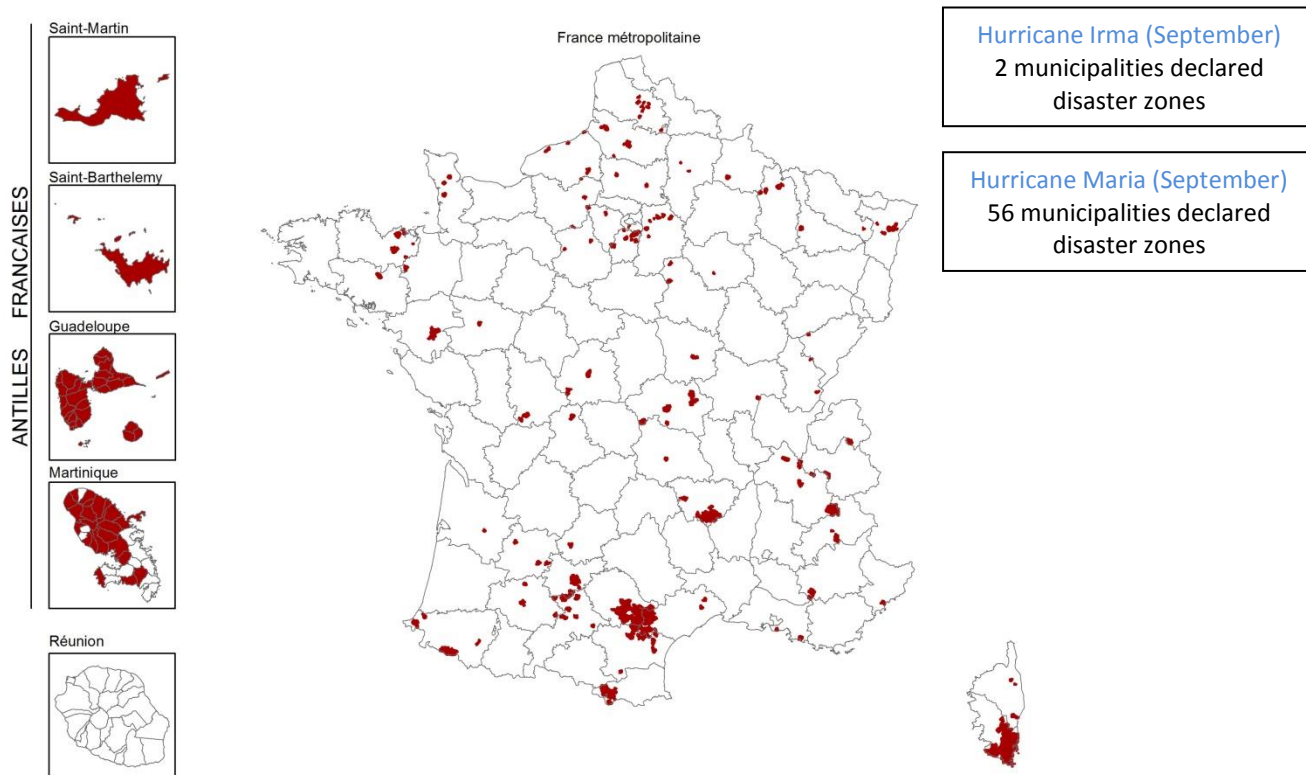 Saint-Martin
France métropolitaine
Hurricane Irma (September)
2 municipalities declared
disaster zones
Saint-Barthelemy
Hurricane Maria (September)
56 municipalities declared
disaster zones
ANTILLES FRANCAISES
Guadeloupe
Martinique
Réunion